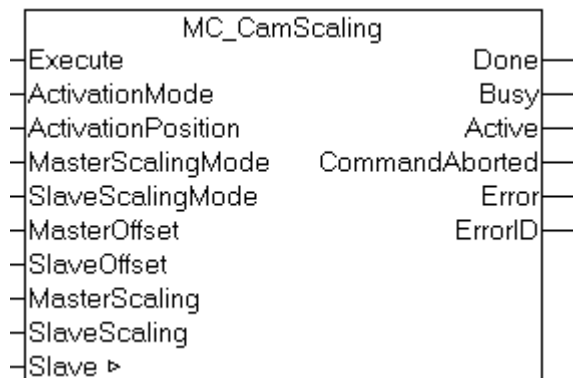 MC_CamScaling
Execute Done
ActivationMode Busy
ActivationPosition Active
MasterScalingMode CommandAborted
SlaveScalingMode Error
MasterOffset ErrorID
SlaveOffset
MasterScaling
SlaveScaling
Slave ▹